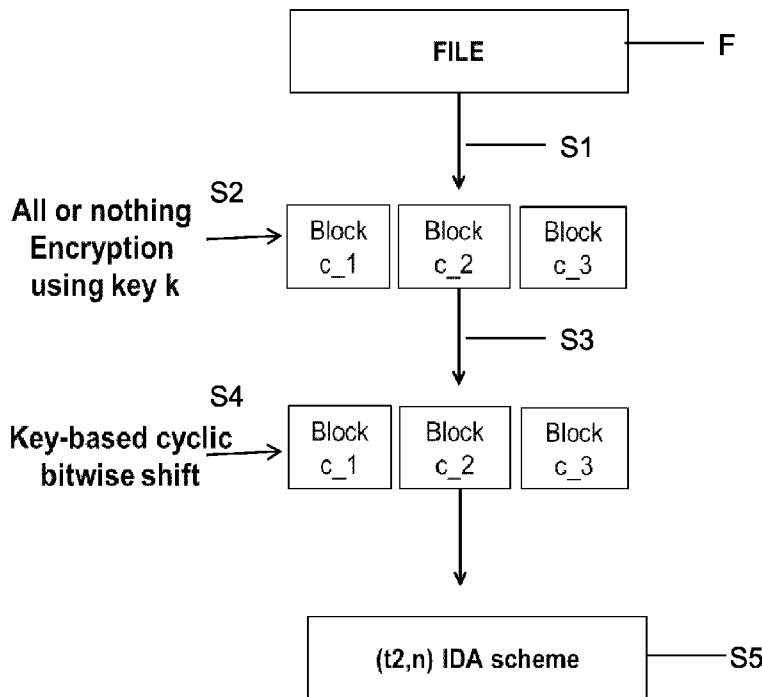 FILE
F
S1
S2
All or nothing
Encryption
using key k
Block
c_1
Block
c_2
Block
c_3
S3
S4
Key-based cyclic
bitwise shift
Block
c_1
Block
c_2
Block
c_3
(t2,n) IDA scheme
S5